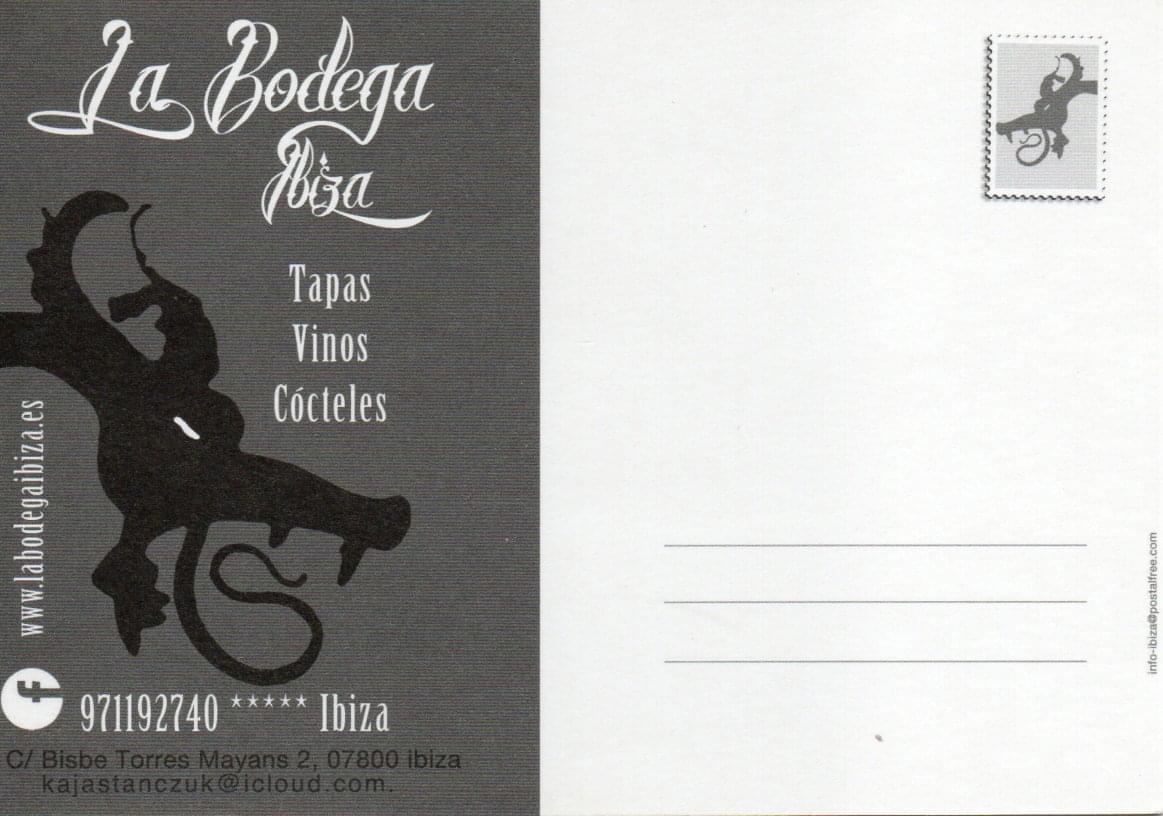 La Bodega
Ibiza
Tapas
Vinos
Cócteles
www.labodegaibiza.es
f
971192740 ***** Ibiza
C/ Bisbe Torres Mayans 2, 07800 ibiza
kajastanczuk@icloud.com.
info-ibiza@postalfree.com